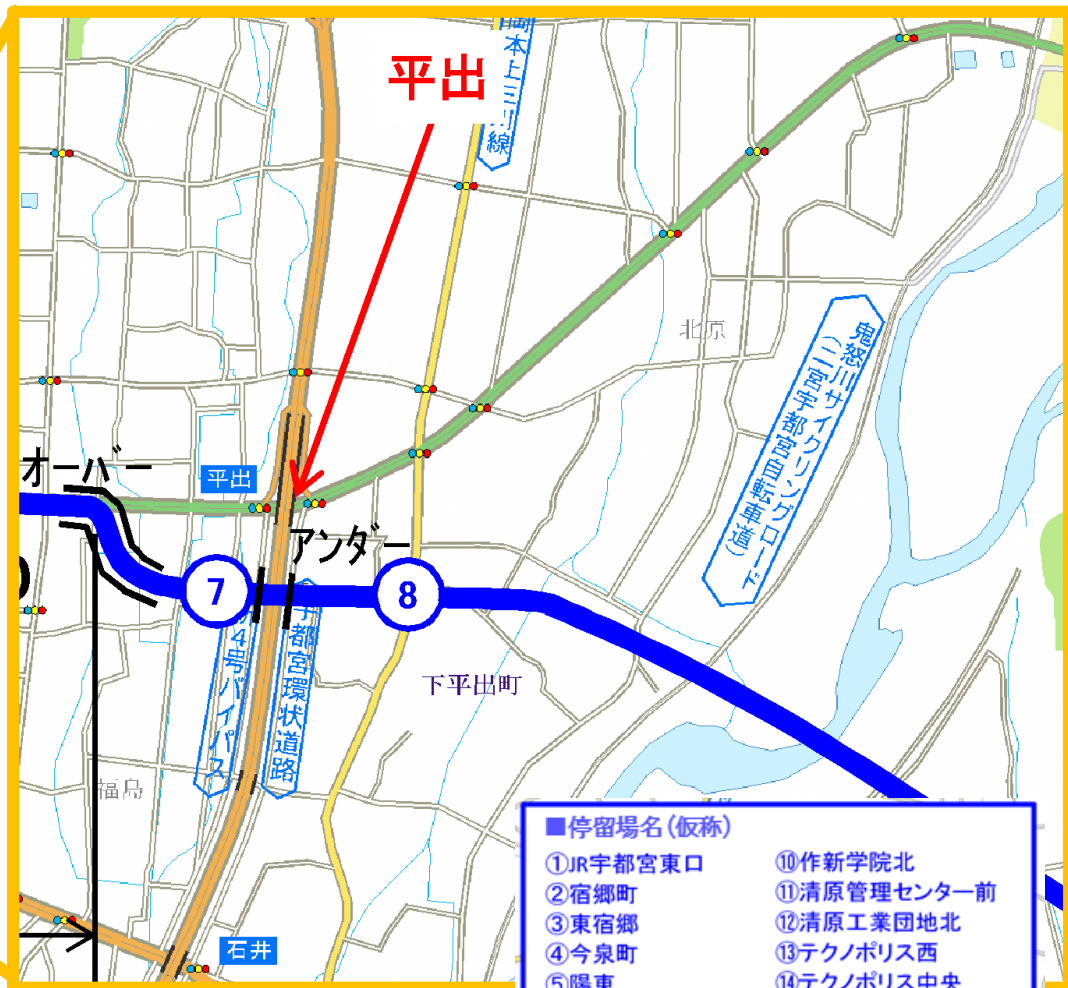 平出
岡本上三川線
北原
鬼怒川サイクリングロード
(二宮宇都宮自転車道)
オーバー
平出
アンダー
7
8
4号バイパス
宇都宮環状道路
下平出町
福島
石井
■停留場名(仮称)
①JR宇都宮東口
②宿郷町
③東宿郷
④今泉町
⑤陽東
⑩作新学院北
⑪清原管理センター前
⑫清原工業団地北
⑬テクノポリス西
⑭テクノポリス中央